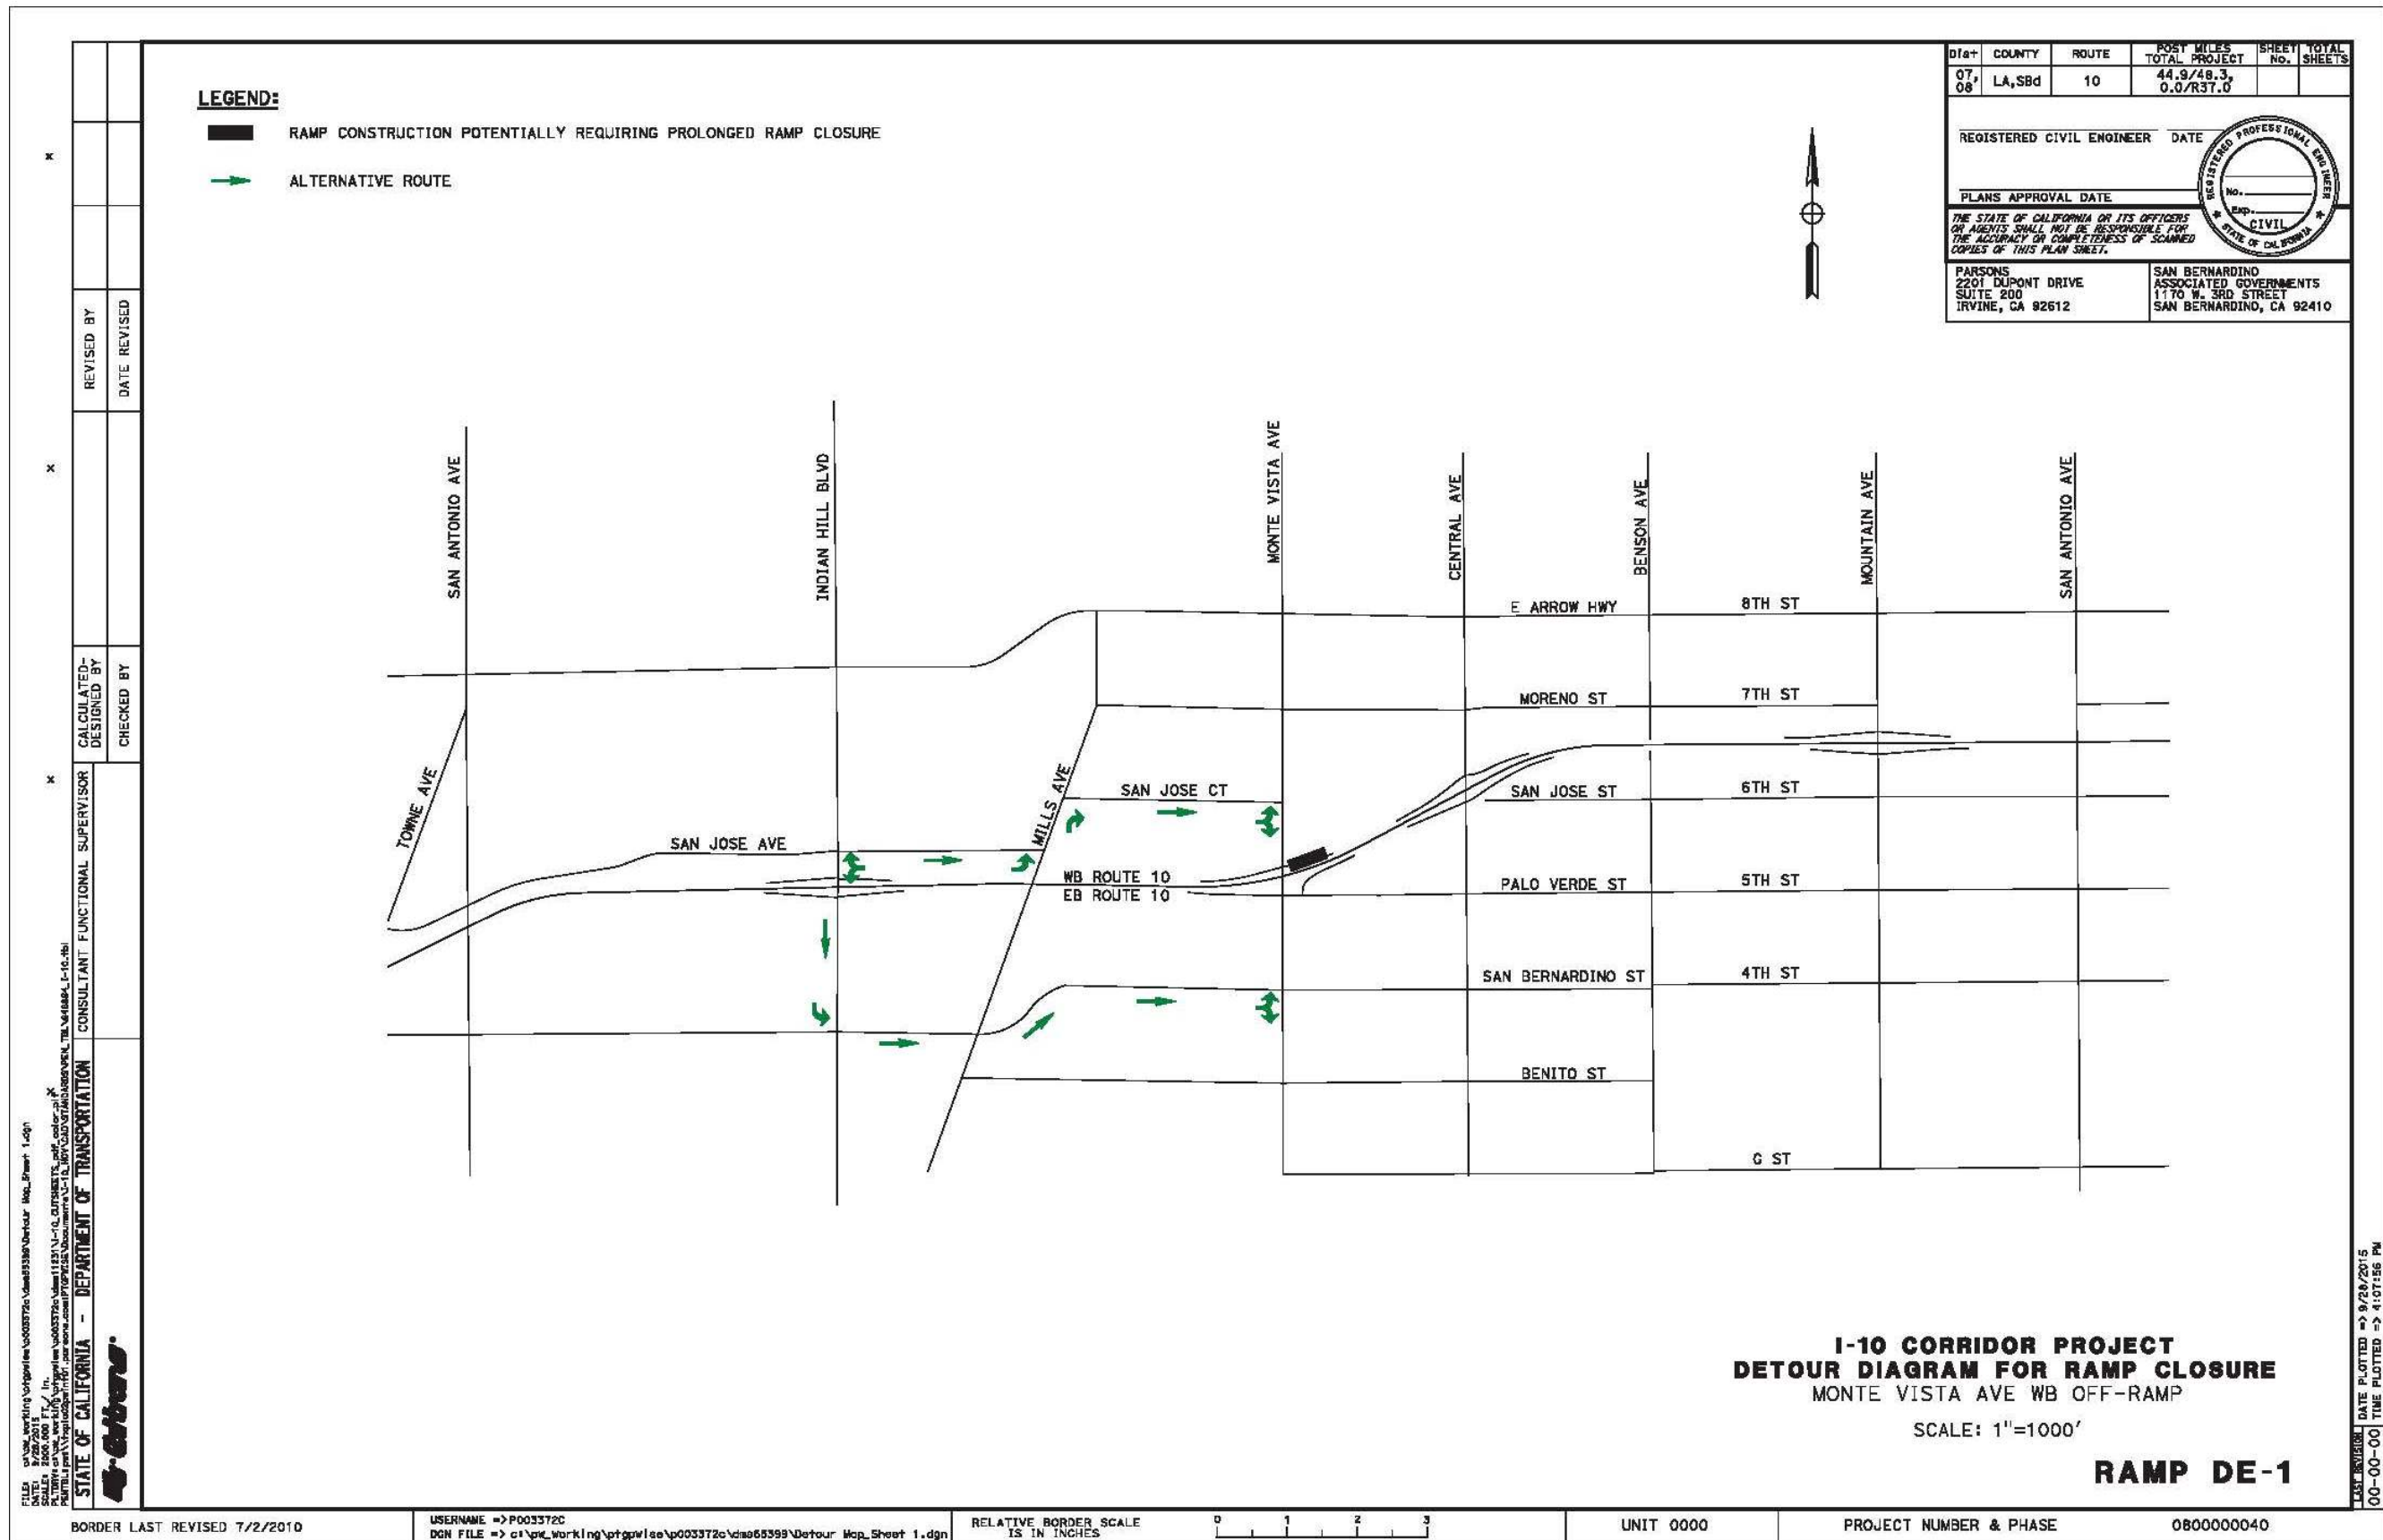 LEGEND:
RAMP CONSTRUCTION POTENTIALLY REQUIRING PROLONGED RAMP CLOSURE
ALTERNATIVE ROUTE
Dist COUNTY ROUTE POST MILES TOTAL PROJECT SHEET No. TOTAL SHEETS
07, 08 LA,SBd 10 44.9/48.3, 0.0/R37.0
REGISTERED CIVIL ENGINEER DATE
PLANS APPROVAL DATE
REGISTERED PROFESSIONAL ENGINEER
No.
Exp.
CIVIL
STATE OF CALIFORNIA
THE STATE OF CALIFORNIA OR ITS OFFICERS
OR AGENTS SHALL NOT BE RESPONSIBLE FOR
THE ACCURACY OR COMPLETENESS OF SCANNED
COPIES OF THIS PLAN SHEET.
PARSONS
2201 DUPONT DRIVE
SUITE 200
IRVINE, CA 92612
SAN BERNARDINO
ASSOCIATED GOVERNMENTS
1170 W. 3RD STREET
SAN BERNARDINO, CA 92410
REVISED BY
DATE REVISED
CALCULATED-
DESIGNED BY
CHECKED BY
CONSULTANT FUNCTIONAL SUPERVISOR
STATE OF CALIFORNIA - DEPARTMENT OF TRANSPORTATION
Caltrans
x
x
x
x
SAN ANTONIO AVE
INDIAN HILL BLVD
MONTE VISTA AVE
CENTRAL AVE
BENSON AVE
MOUNTAIN AVE
SAN ANTONIO AVE
E ARROW HWY
8TH ST
MORENO ST
7TH ST
TOWNE AVE
MILLS AVE
SAN JOSE CT
SAN JOSE ST
6TH ST
SAN JOSE AVE
WB ROUTE 10
EB ROUTE 10
PALO VERDE ST
5TH ST
SAN BERNARDINO ST
4TH ST
BENITO ST
G ST
I-10 CORRIDOR PROJECT
DETOUR DIAGRAM FOR RAMP CLOSURE
MONTE VISTA AVE WB OFF-RAMP
SCALE: 1"=1000'
RAMP DE-1
LAST REVISION
00-00-00
DATE PLOTTED => 9/28/2015
TIME PLOTTED => 4:07:56 PM
BORDER LAST REVISED 7/2/2010
USERNAME =>P003372C
DGN FILE => c:\pw_working\ptgpwise\p003372c\dms65399\Detour Map_Sheet 1.dgn
RELATIVE BORDER SCALE
IS IN INCHES
0 1 2 3
UNIT 0000
PROJECT NUMBER & PHASE
0800000040